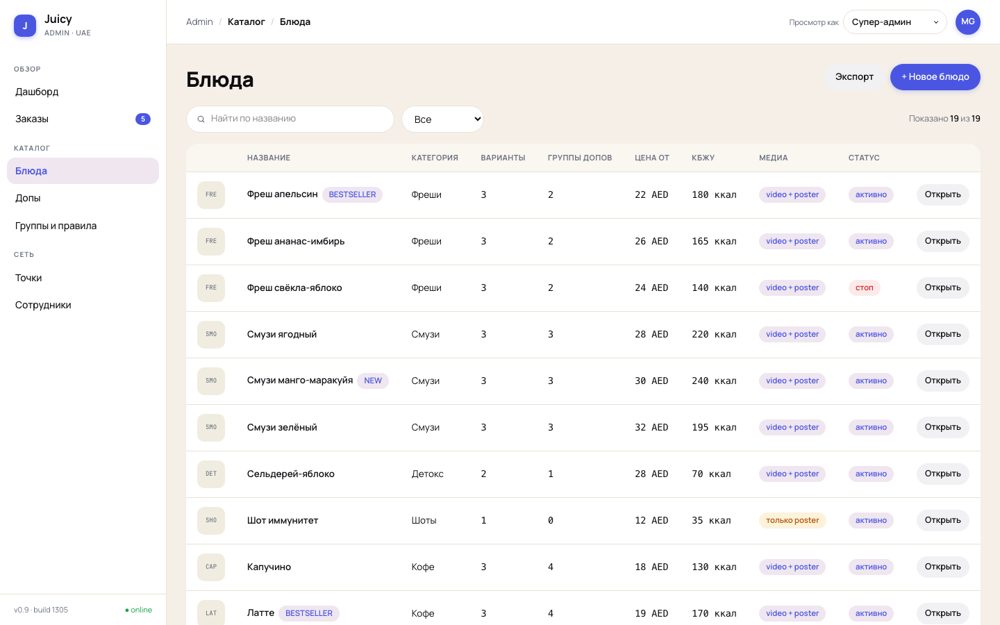 J Juicy
ADMIN · UAE
ОБЗОР
Дашборд
Заказы 5
КАТАЛОГ
Блюда
Допы
Группы и правила
СЕТЬ
Точки
Сотрудники
v0.9 · build 1305 online
Admin / Каталог / Блюда
Просмотр как Супер-админ MG
Блюда
Экспорт + Новое блюдо
Найти по названию Все Показано 19 из 19
НАЗВАНИЕ КАТЕГОРИЯ ВАРИАНТЫ ГРУППЫ ДОПОВ ЦЕНА ОТ КБЖУ МЕДИА СТАТУС
FRE Фреш апельсин BESTSELLER Фреши 3 2 22 AED 180 ккал video + poster активно Открыть
FRE Фреш ананас-имбирь Фреши 3 2 26 AED 165 ккал video + poster активно Открыть
FRE Фреш свёкла-яблоко Фреши 3 2 24 AED 140 ккал video + poster стоп Открыть
SMO Смузи ягодный Смузи 3 3 28 AED 220 ккал video + poster активно Открыть
SMO Смузи манго-маракуйя NEW Смузи 3 3 30 AED 240 ккал video + poster активно Открыть
SMO Смузи зелёный Смузи 3 3 32 AED 195 ккал video + poster активно Открыть
DET Сельдерей-яблоко Детокс 2 1 28 AED 70 ккал video + poster активно Открыть
SHO Шот иммунитет Шоты 1 0 12 AED 35 ккал только poster активно Открыть
CAP Капучино Кофе 3 4 18 AED 130 ккал video + poster активно Открыть
LAT Латте BESTSELLER Кофе 3 4 19 AED 170 ккал video + poster активно Открыть